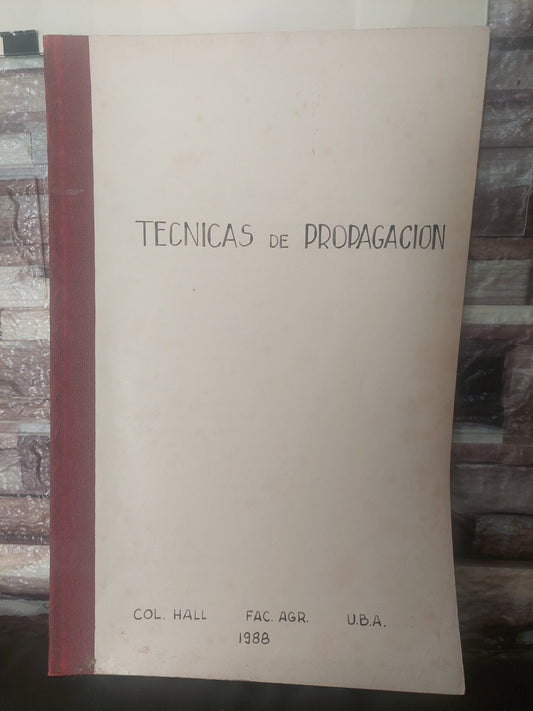 TECNICAS DE PROPAGACION
COL. HALL FAC. AGR. U.B.A.
1988